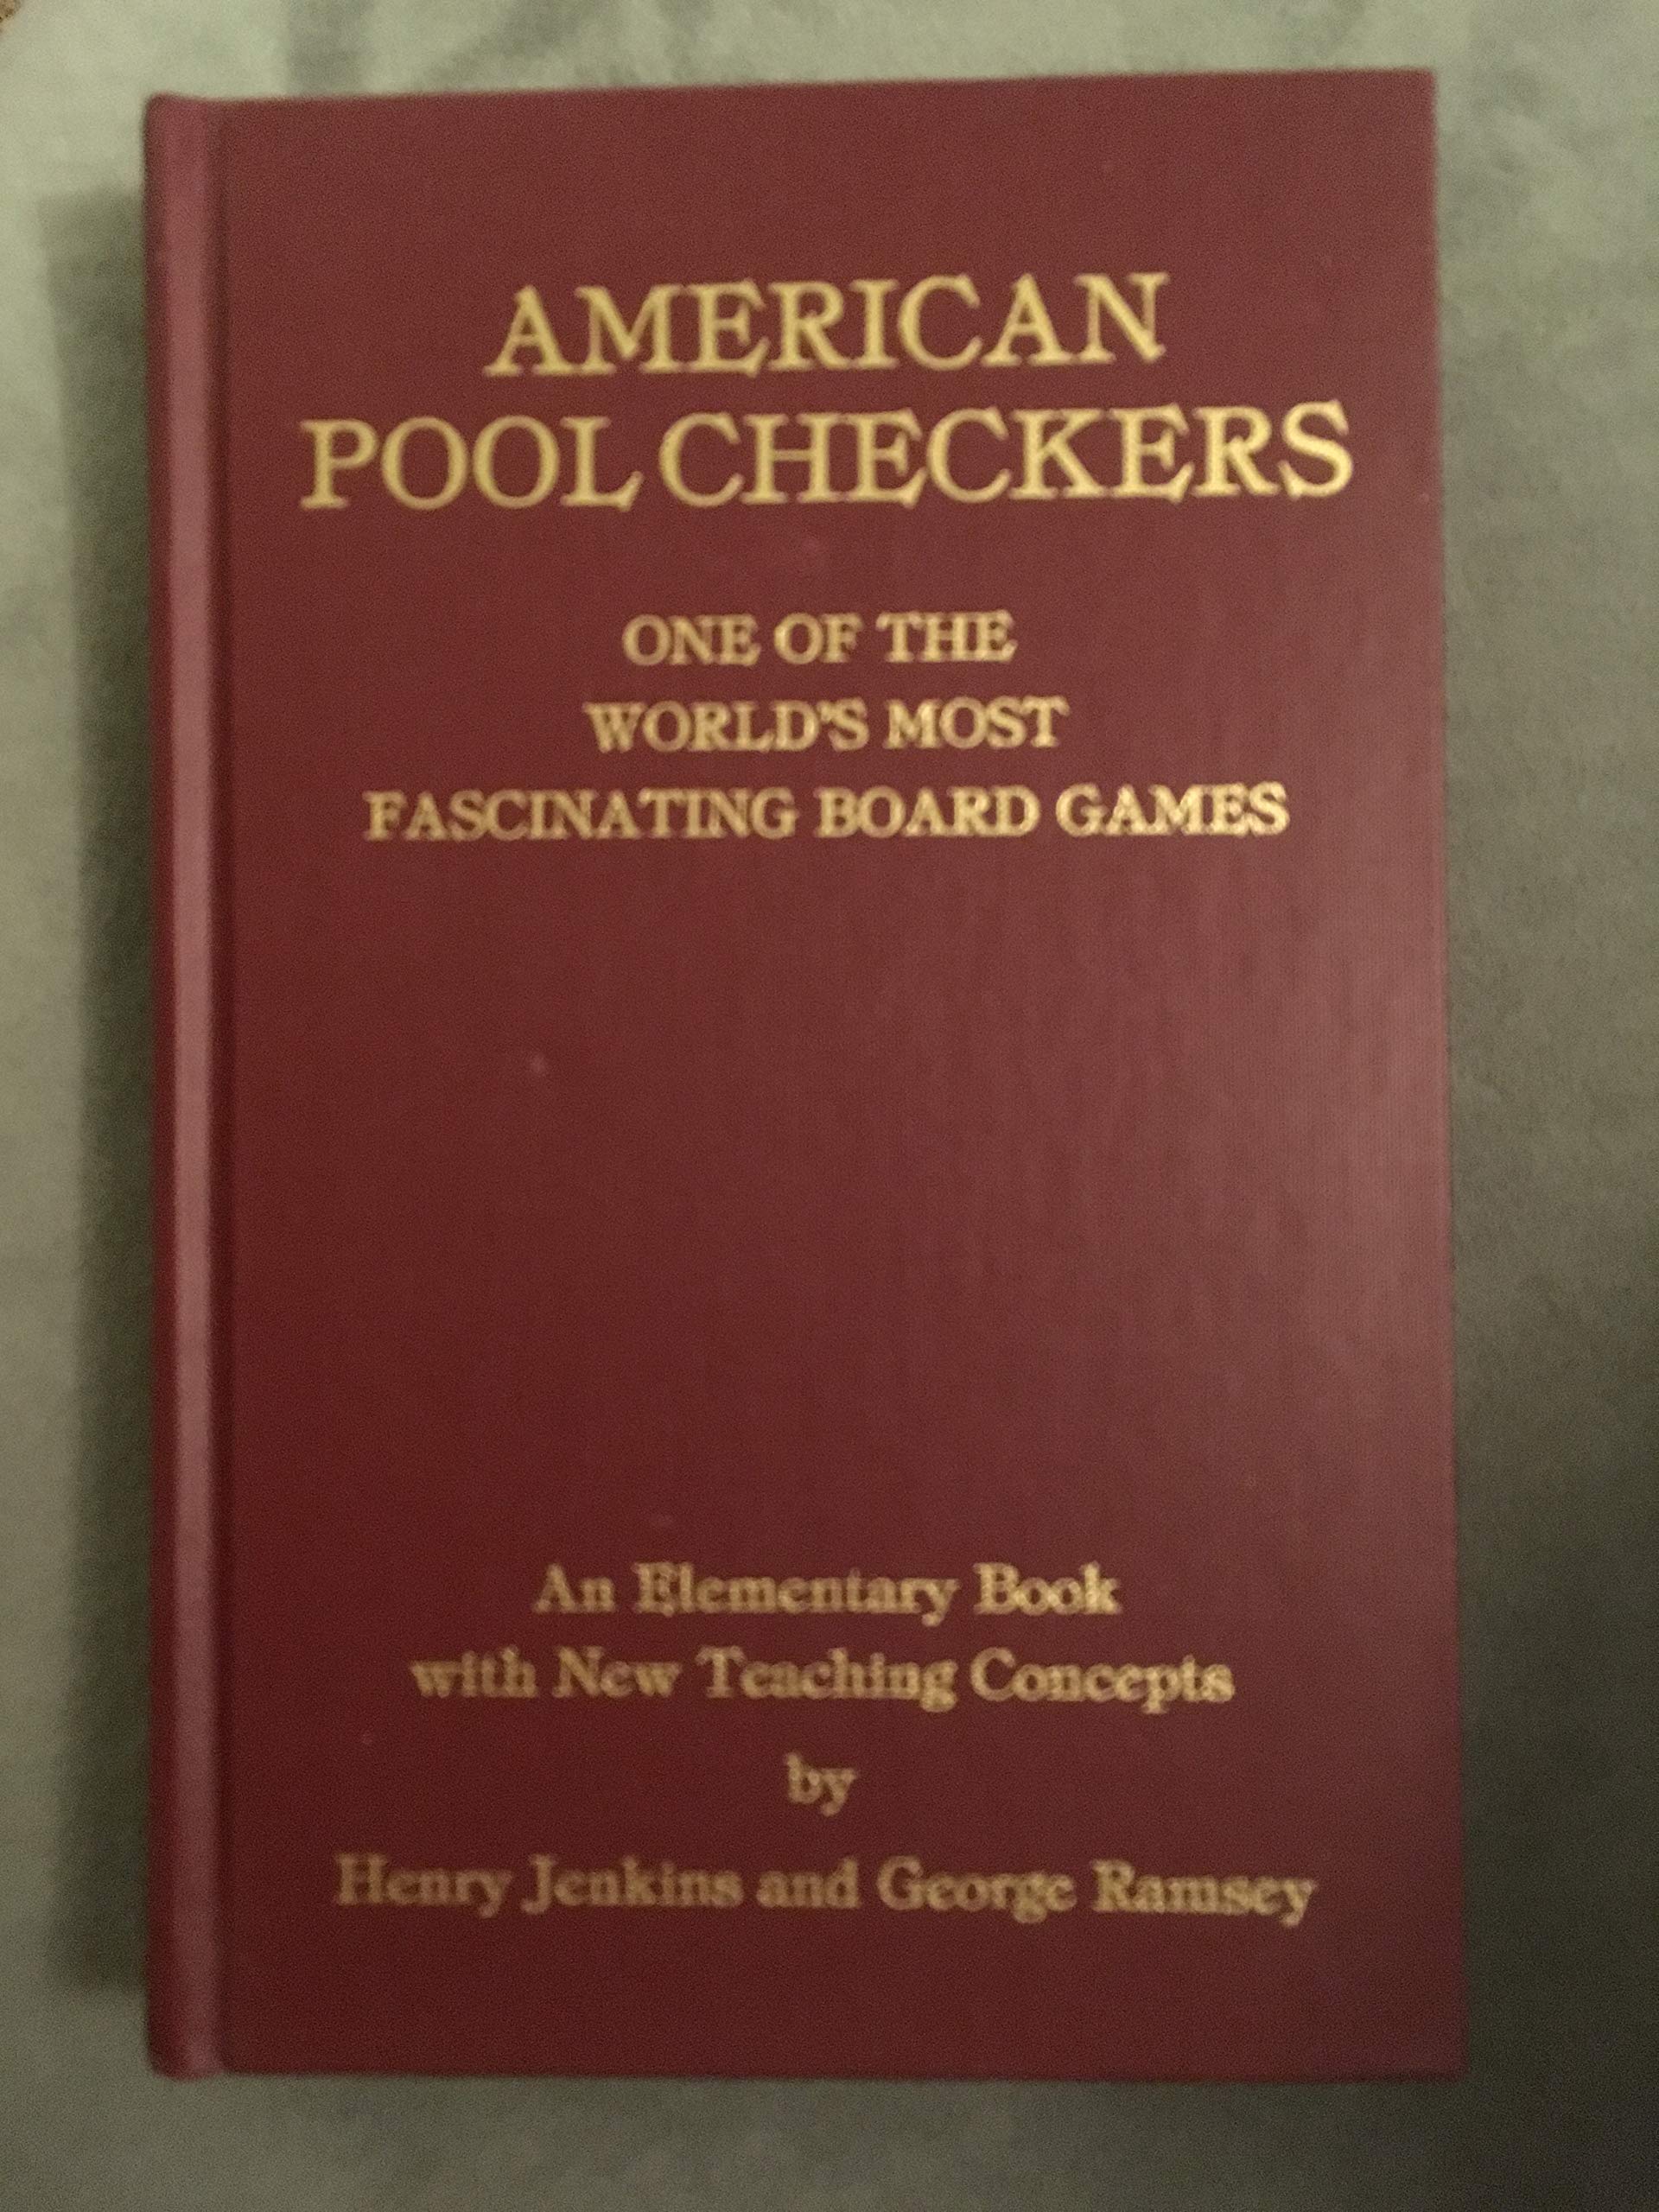 AMERICAN
POOL CHECKERS
ONE OF THE
WORLD'S MOST
FASCINATING BOARD GAMES
An Elementary Book
with New Teaching Concepts
by
Henry Jenkins and George Ramsey